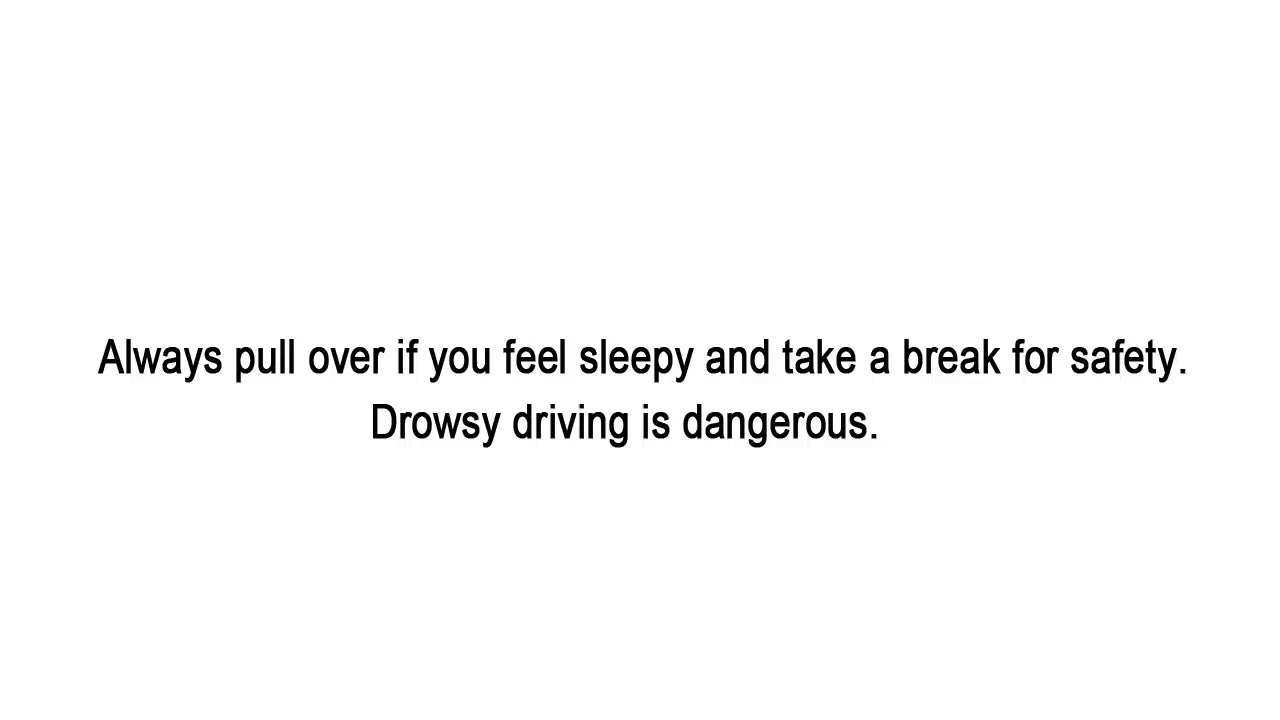 Always pull over if you feel sleepy and take a break for safety.
Drowsy driving is dangerous.